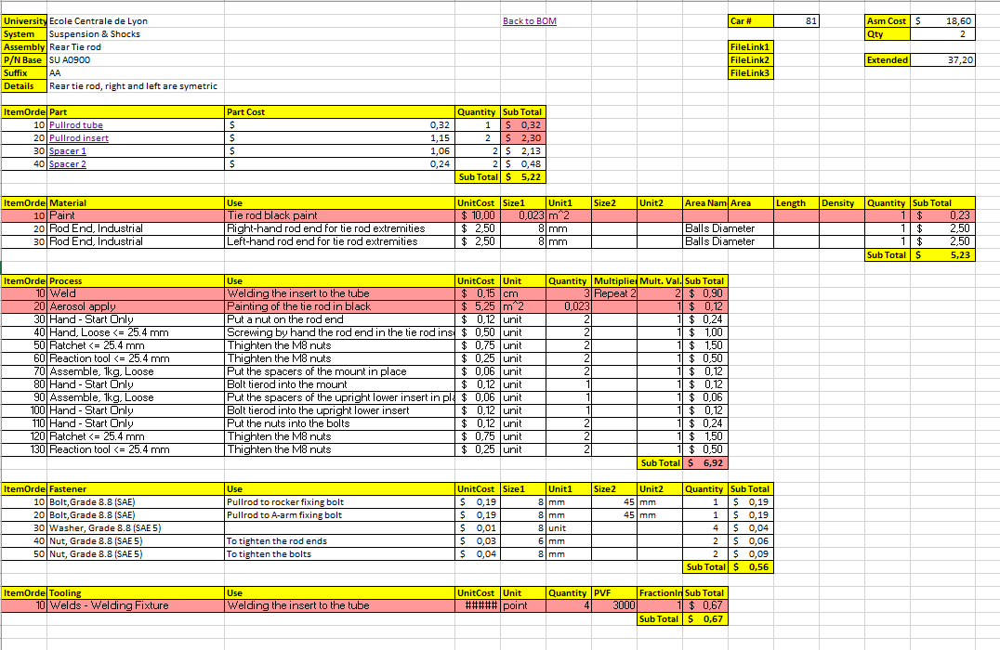 University Ecole Centrale de Lyon Back to BOM Car # 81 Asm Cost $ 18,60
System Suspension & Shocks Qty 2
Assembly Rear Tie rod FileLink1
P/N Base SU A0900 FileLink2 Extended 37,20
Suffix AA FileLink3
Details Rear tie rod, right and left are symetric
ItemOrde Part Part Cost Quantity Sub Total
10 Pullrod tube $ 0,32 1 $ 0,32
20 Pullrod insert $ 1,15 2 $ 2,30
30 Spacer 1 $ 1,06 2 $ 2,13
40 Spacer 2 $ 0,24 2 $ 0,48
Sub Total $ 5,22
ItemOrde Material Use UnitCost Size1 Unit1 Size2 Unit2 Area Nam Area Length Density Quantity Sub Total
10 Paint Tie rod black paint $ 10,00 0,023 m^2 1 $ 0,23
20 Rod End, Industrial Right-hand rod end for tie rod extremities $ 2,50 8 mm Balls Diameter 1 $ 2,50
30 Rod End, Industrial Left-hand rod end for tie rod extremities $ 2,50 8 mm Balls Diameter 1 $ 2,50
Sub Total $ 5,23
ItemOrde Process Use UnitCost Unit Quantity Multiplier Mult. Val. Sub Total
10 Weld Welding the insert to the tube $ 0,15 cm 3 Repeat 2 2 $ 0,90
20 Aerosol apply Painting of the tie rod in black $ 5,25 m^2 0,023 1 $ 0,12
30 Hand - Start Only Put a nut on the rod end $ 0,12 unit 2 1 $ 0,24
40 Hand, Loose <= 25.4 mm Screwing by hand the rod end in the tie rod ins $ 0,50 unit 2 1 $ 1,00
50 Ratchet <= 25.4 mm Thighten the M8 nuts $ 0,75 unit 2 1 $ 1,50
60 Reaction tool <= 25.4 mm Thighten the M8 nuts $ 0,25 unit 2 1 $ 0,50
70 Assemble, 1kg, Loose Put the spacers of the mount in place $ 0,06 unit 2 1 $ 0,12
80 Hand - Start Only Bolt tierod into the mount $ 0,12 unit 1 1 $ 0,12
90 Assemble, 1kg, Loose Put the spacers of the upright lower insert in pla $ 0,06 unit 1 1 $ 0,06
100 Hand - Start Only Bolt tierod into the upright lower insert $ 0,12 unit 1 1 $ 0,12
110 Hand - Start Only Put the nuts into the bolts $ 0,12 unit 2 1 $ 0,24
120 Ratchet <= 25.4 mm Thighten the M8 nuts $ 0,75 unit 2 1 $ 1,50
130 Reaction tool <= 25.4 mm Thighten the M8 nuts $ 0,25 unit 2 1 $ 0,50
Sub Total $ 6,92
ItemOrde Fastener Use UnitCost Size1 Unit1 Size2 Unit2 Quantity Sub Total
10 Bolt,Grade 8.8 (SAE) Pullrod to rocker fixing bolt $ 0,19 8 mm 45 mm 1 $ 0,19
20 Bolt,Grade 8.8 (SAE) Pullrod to A-arm fixing bolt $ 0,19 8 mm 45 mm 1 $ 0,19
30 Washer, Grade 8.8 (SAE 5) $ 0,01 8 unit 4 $ 0,04
40 Nut, Grade 8.8 (SAE 5) To tighten the rod ends $ 0,03 6 mm 2 $ 0,06
50 Nut, Grade 8.8 (SAE 5) To tighten the bolts $ 0,04 8 mm 2 $ 0,09
Sub Total $ 0,56
ItemOrde Tooling Use UnitCost Unit Quantity PVF FractionIn Sub Total
10 Welds - Welding Fixture Welding the insert to the tube ##### point 4 3000 1 $ 0,67
Sub Total $ 0,67